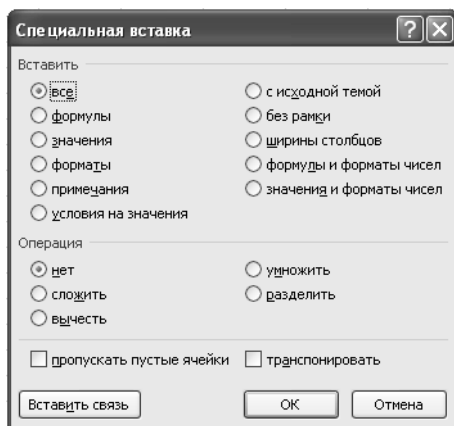 Специальная вставка
Вставить
все
с исходной темой
формулы
без рамки
значения
ширины столбцов
форматы
формулы и форматы чисел
примечания
значения и форматы чисел
условия на значения
Операция
нет
умножить
сложить
разделить
вычесть
пропускать пустые ячейки
транспонировать
Вставить связь
ОК
Отмена